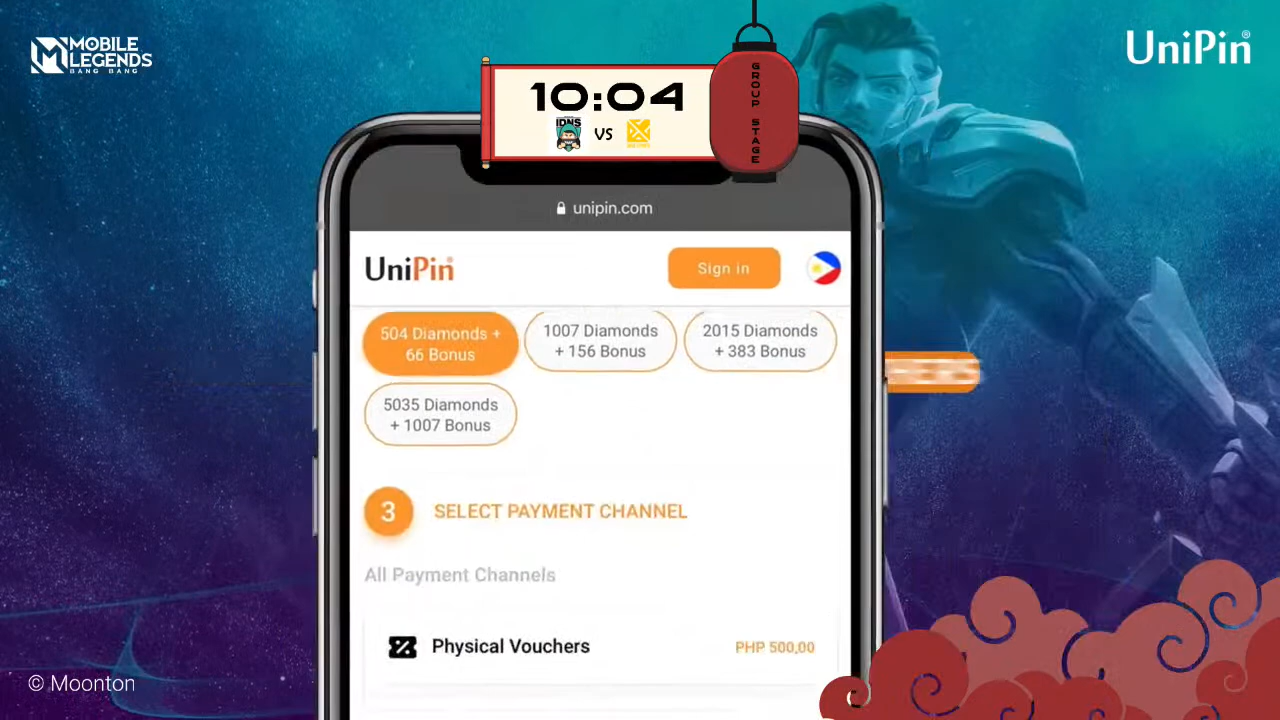 MOBILE
LEGENDS
BANG BANG
10:04
IDNS
VS
GROUP STAGE
UniPin
unipin.com
UniPin
Sign in
504 Diamonds +
66 Bonus
1007 Diamonds
+ 156 Bonus
2015 Diamonds
+ 383 Bonus
5035 Diamonds
+ 1007 Bonus
3
SELECT PAYMENT CHANNEL
All Payment Channels
Physical Vouchers
PHP 500,00
© Moonton